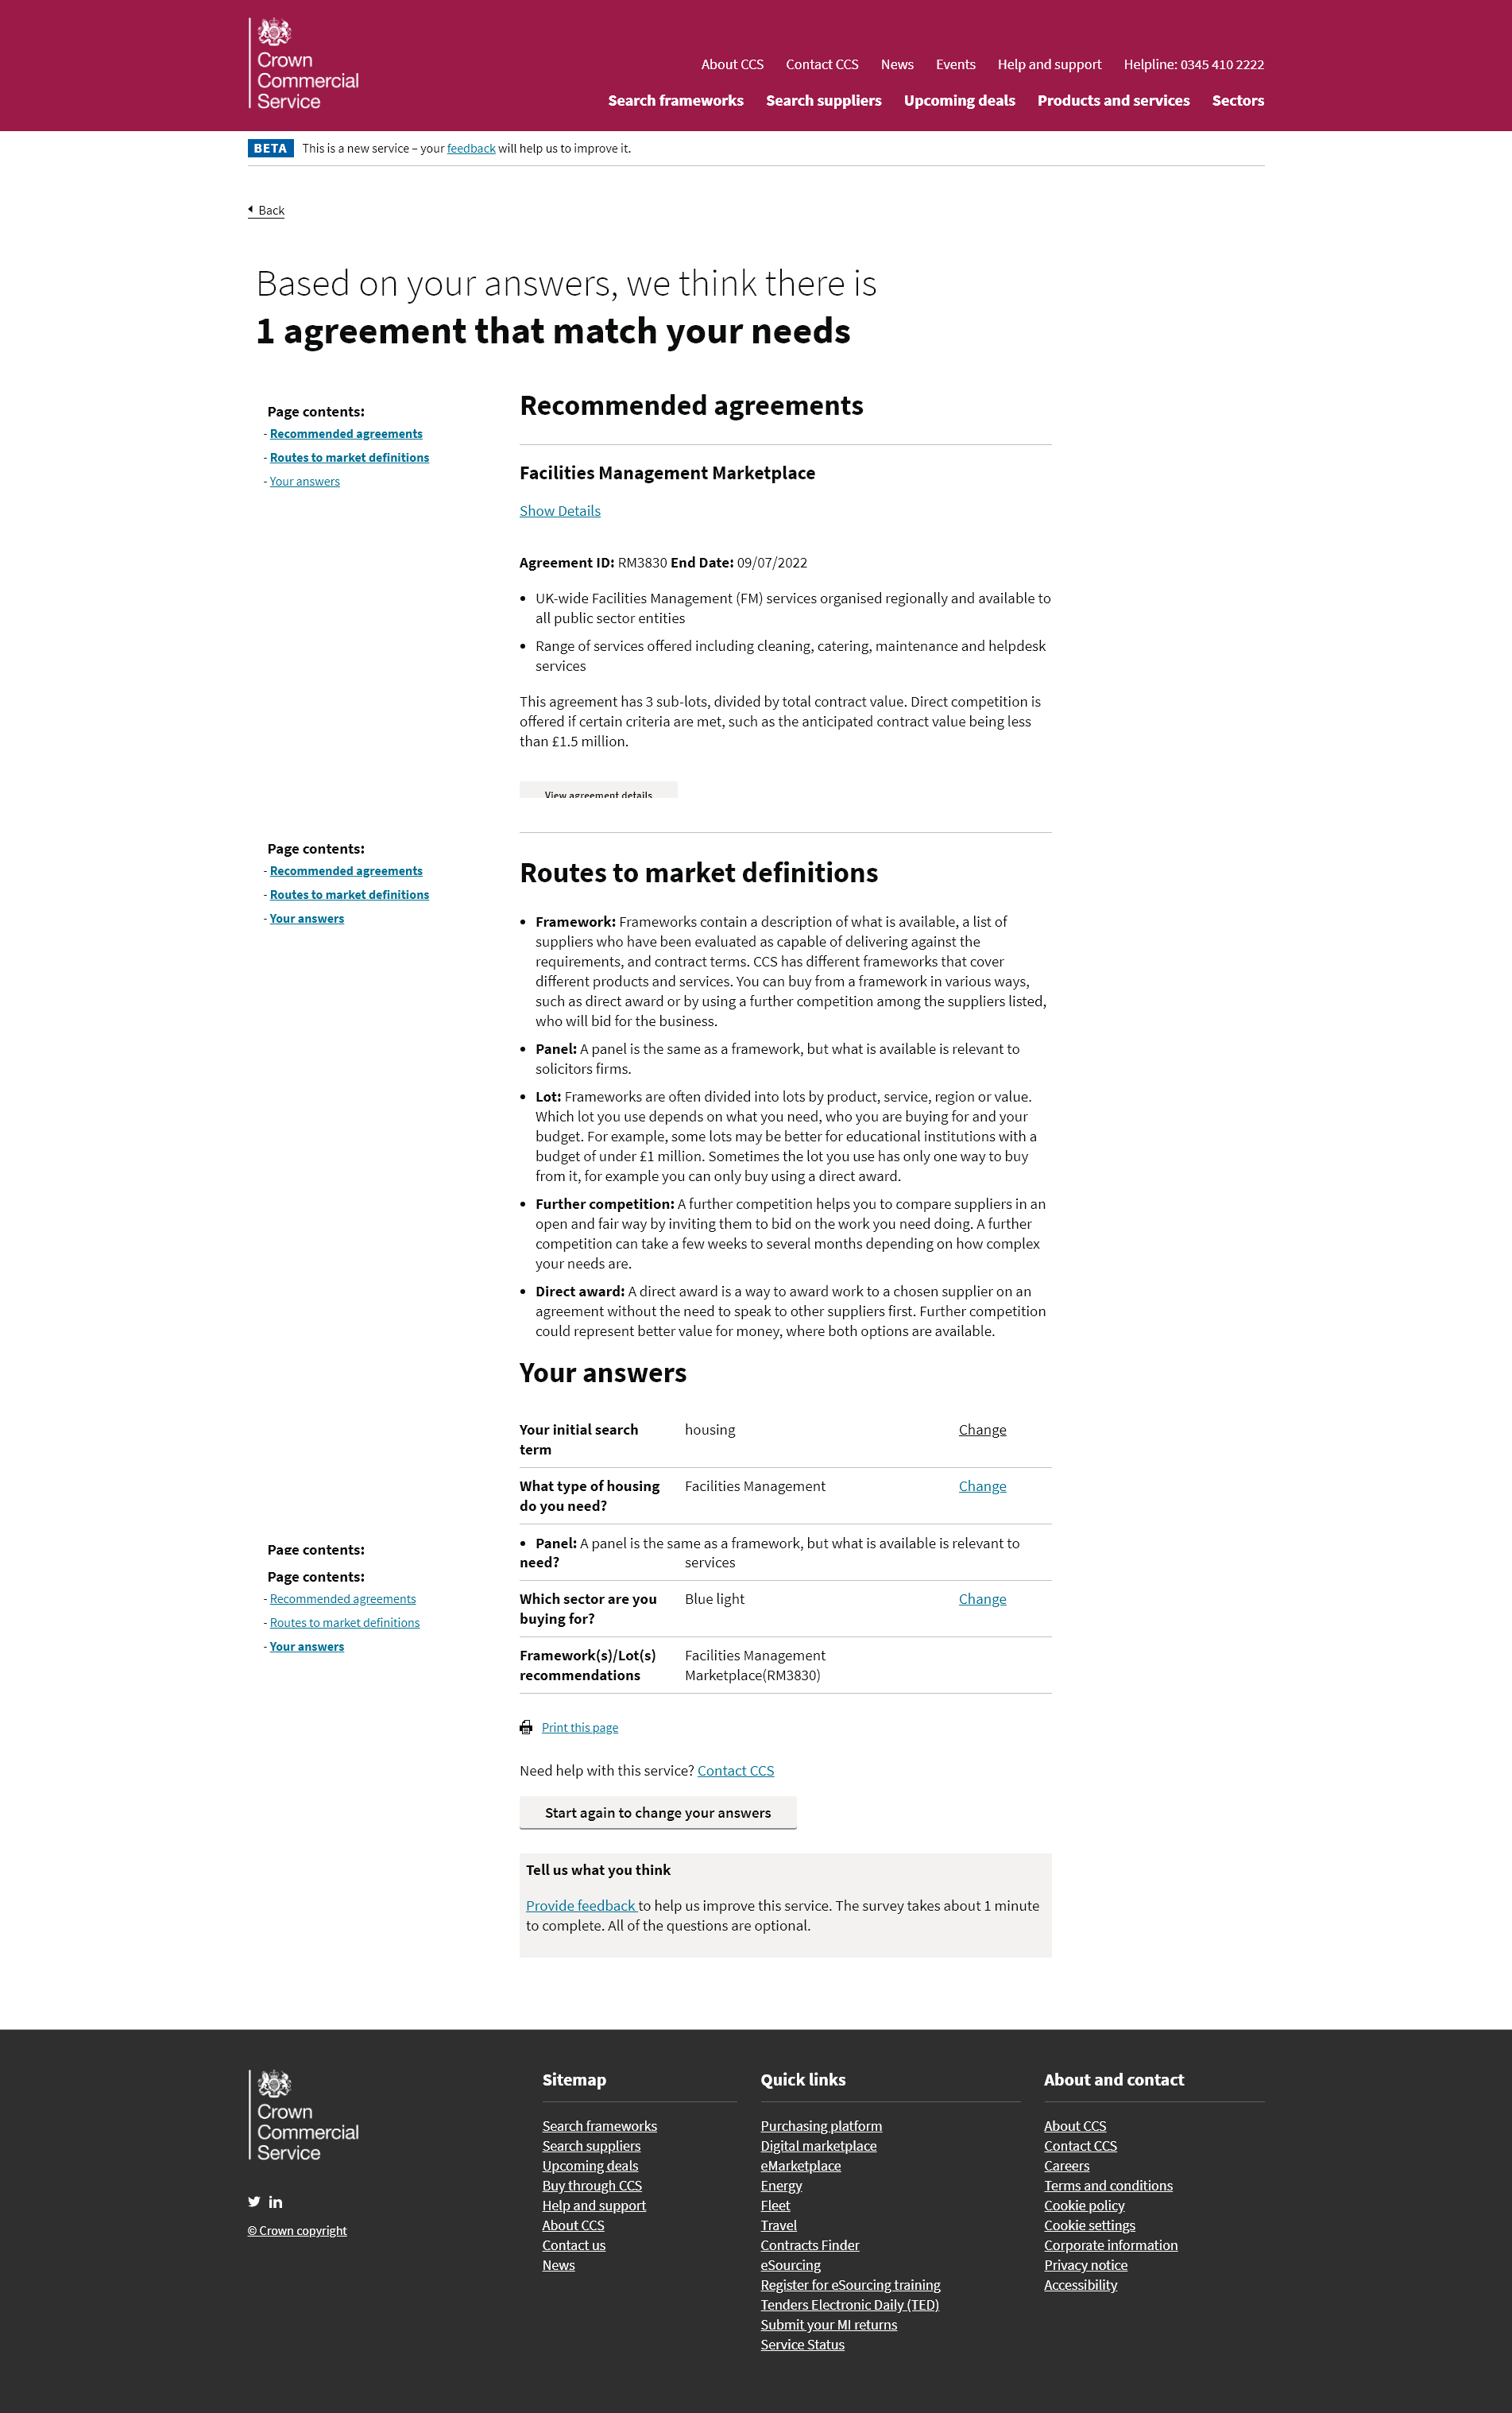 Crown
Commercial
Service
About CCS Contact CCS News Events Help and support Helpline: 0345 410 2222
Search frameworks Search suppliers Upcoming deals Products and services Sectors
BETA This is a new service – your feedback will help us to improve it.
Back
Based on your answers, we think there is
1 agreement that match your needs
Page contents:
- Recommended agreements
- Routes to market definitions
- Your answers
Recommended agreements
Facilities Management Marketplace
Show Details
Agreement ID: RM3830 End Date: 09/07/2022
• UK-wide Facilities Management (FM) services organised regionally and available to
all public sector entities
• Range of services offered including cleaning, catering, maintenance and helpdesk
services
This agreement has 3 sub-lots, divided by total contract value. Direct competition is
offered if certain criteria are met, such as the anticipated contract value being less
than £1.5 million.
View agreement details
Page contents:
- Recommended agreements
- Routes to market definitions
- Your answers
Routes to market definitions
• Framework: Frameworks contain a description of what is available, a list of
suppliers who have been evaluated as capable of delivering against the
requirements, and contract terms. CCS has different frameworks that cover
different products and services. You can buy from a framework in various ways,
such as direct award or by using a further competition among the suppliers listed,
who will bid for the business.
• Panel: A panel is the same as a framework, but what is available is relevant to
solicitors firms.
• Lot: Frameworks are often divided into lots by product, service, region or value.
Which lot you use depends on what you need, who you are buying for and your
budget. For example, some lots may be better for educational institutions with a
budget of under £1 million. Sometimes the lot you use has only one way to buy
from it, for example you can only buy using a direct award.
• Further competition: A further competition helps you to compare suppliers in an
open and fair way by inviting them to bid on the work you need doing. A further
competition can take a few weeks to several months depending on how complex
your needs are.
• Direct award: A direct award is a way to award work to a chosen supplier on an
agreement without the need to speak to other suppliers first. Further competition
could represent better value for money, where both options are available.
Your answers
Your initial search housing Change
term
What type of housing Facilities Management Change
do you need?
• Panel: A panel is the same as a framework, but what is available is relevant to
need? services
Page contents:
Page contents:
- Recommended agreements
- Routes to market definitions
- Your answers
Which sector are you Blue light Change
buying for?
Framework(s)/Lot(s) Facilities Management
recommendations Marketplace(RM3830)
Print this page
Need help with this service? Contact CCS
Start again to change your answers
Tell us what you think
Provide feedback to help us improve this service. The survey takes about 1 minute
to complete. All of the questions are optional.
Crown
Commercial
Service
© Crown copyright
Sitemap
Search frameworks
Search suppliers
Upcoming deals
Buy through CCS
Help and support
About CCS
Contact us
News
Quick links
Purchasing platform
Digital marketplace
eMarketplace
Energy
Fleet
Travel
Contracts Finder
eSourcing
Register for eSourcing training
Tenders Electronic Daily (TED)
Submit your MI returns
Service Status
About and contact
About CCS
Contact CCS
Careers
Terms and conditions
Cookie policy
Cookie settings
Corporate information
Privacy notice
Accessibility